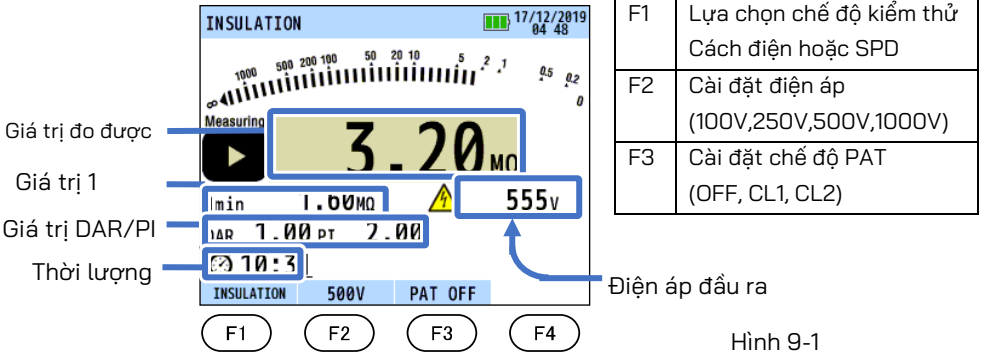 INSULATION
17/12/2019
04 48
∞ 1000 500 200 100 50 20 10 5 2 1 0.5 0.2 0
Measuring
Giá trị đo được
3.20MΩ
Giá trị 1
1min 1.60MΩ
555v
Giá trị DAR/PI
DAR 1.00 PI 2.00
Thời lượng
10:3
INSULATION 500V PAT OFF
Điện áp đầu ra
F1 F2 F3 F4
Hình 9-1
F1 Lựa chọn chế độ kiểm thử
Cách điện hoặc SPD
F2 Cài đặt điện áp
(100V,250V,500V,1000V)
F3 Cài đặt chế độ PAT
(OFF, CL1, CL2)